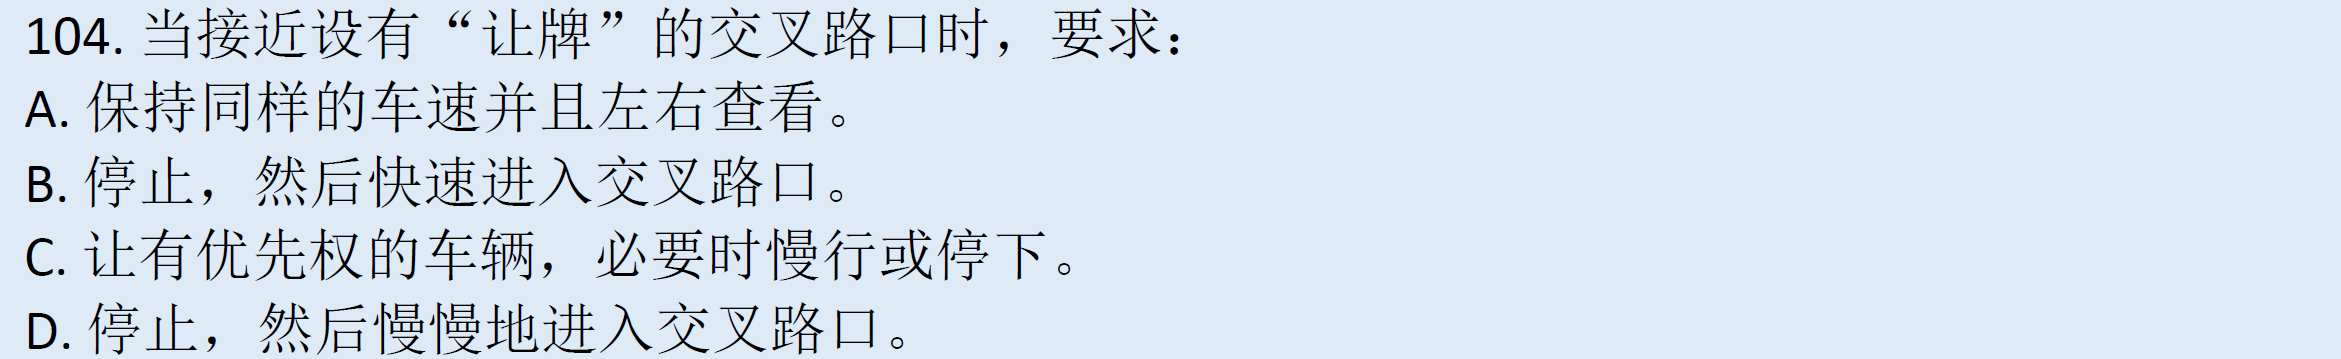 104. 当接近设有“让牌”的交叉路口时，要求：
A. 保持同样的车速并且左右查看。
B. 停止，然后快速进入交叉路口。
C. 让有优先权的车辆，必要时慢行或停下。
D. 停止，然后慢慢地进入交叉路口。